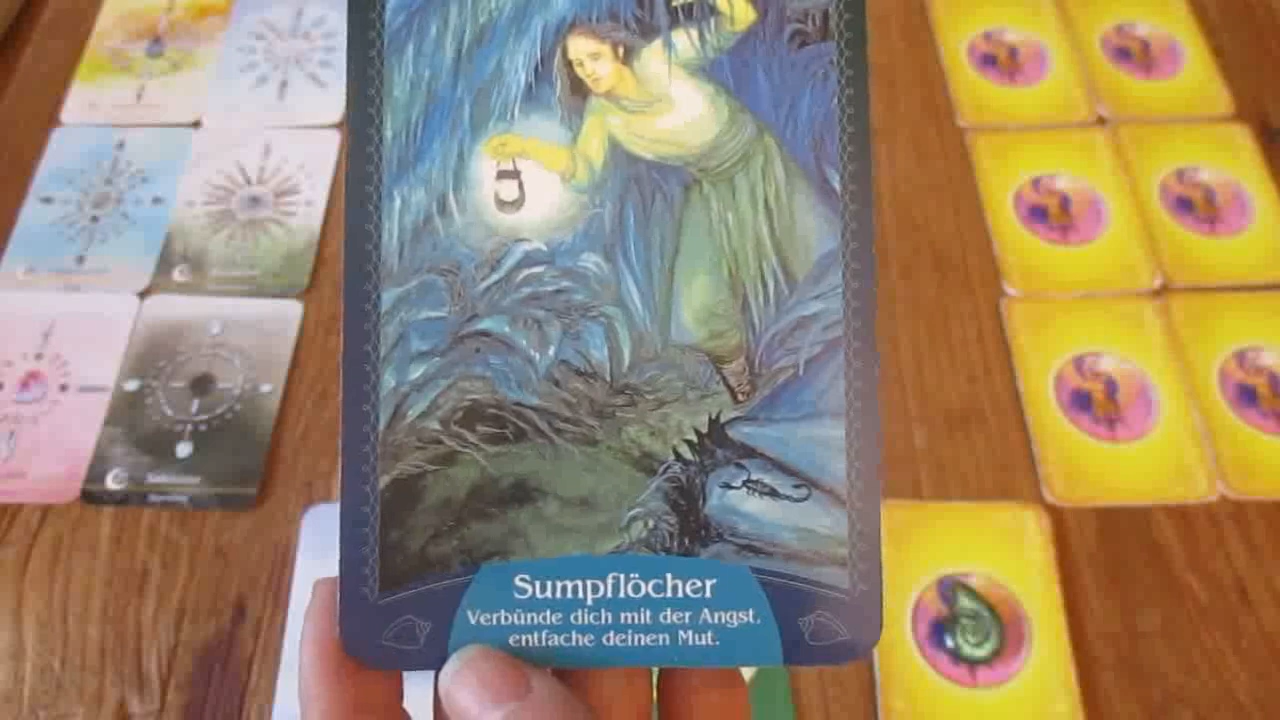 Sumpflöcher
Verbünde dich mit der Angst,
entfache deinen Mut.